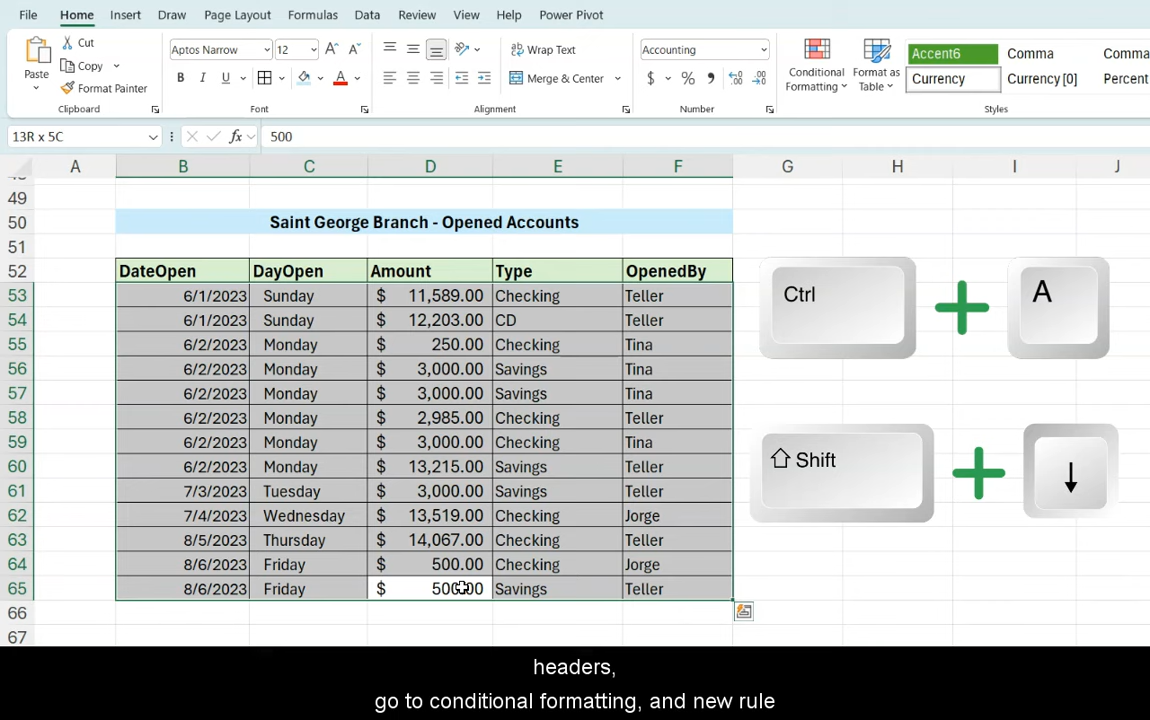 File Home Insert Draw Page Layout Formulas Data Review View Help Power Pivot
Paste Cut Copy Format Painter Clipboard
Aptos Narrow 12 A A B I U A Font
ab Wrap Text Merge & Center Alignment
Accounting $ % Number
Conditional Formatting Format as Table
Accent6 Comma Comma
Currency Currency [0] Percent
Styles
13R x 5C fx 500
A B C D E F G H I J
49
50 Saint George Branch - Opened Accounts
51
52 DateOpen DayOpen Amount Type OpenedBy
53 6/1/2023 Sunday $ 11,589.00 Checking Teller
54 6/1/2023 Sunday $ 12,203.00 CD Teller
55 6/2/2023 Monday $ 250.00 Checking Tina
56 6/2/2023 Monday $ 3,000.00 Savings Tina
57 6/2/2023 Monday $ 3,000.00 Savings Tina
58 6/2/2023 Monday $ 2,985.00 Checking Teller
59 6/2/2023 Monday $ 3,000.00 Checking Tina
60 6/2/2023 Monday $ 13,215.00 Savings Teller
61 7/3/2023 Tuesday $ 3,000.00 Savings Teller
62 7/4/2023 Wednesday $ 13,519.00 Checking Jorge
63 8/5/2023 Thursday $ 14,067.00 Checking Teller
64 8/6/2023 Friday $ 500.00 Checking Jorge
65 8/6/2023 Friday $ 500.00 Savings Teller
66
67
Ctrl + A
Shift + ↓
headers,
go to conditional formatting, and new rule